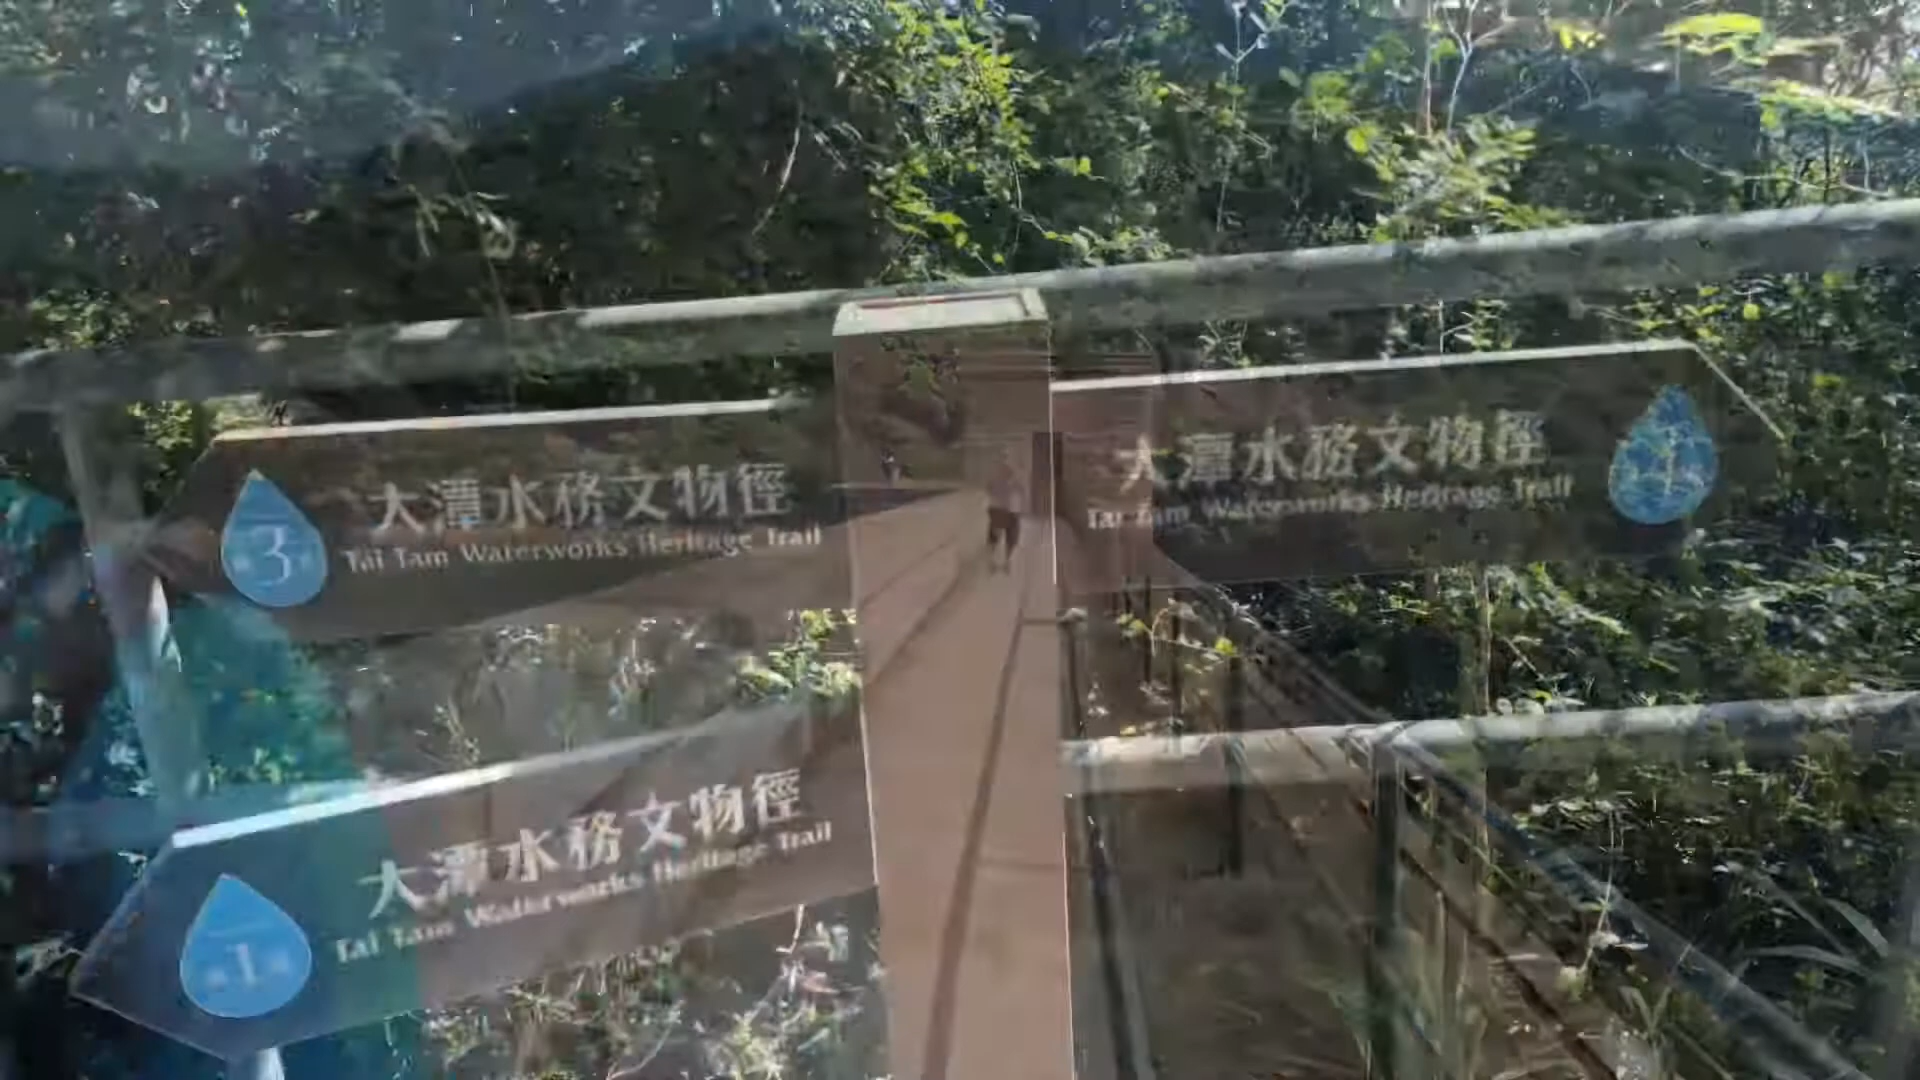 3
大潭水務文物徑
Tai Tam Waterworks Heritage Trail
大潭水務文物徑
Tai Tam Waterworks Heritage Trail
1
大潭水務文物徑
Tai Tam Waterworks Heritage Trail